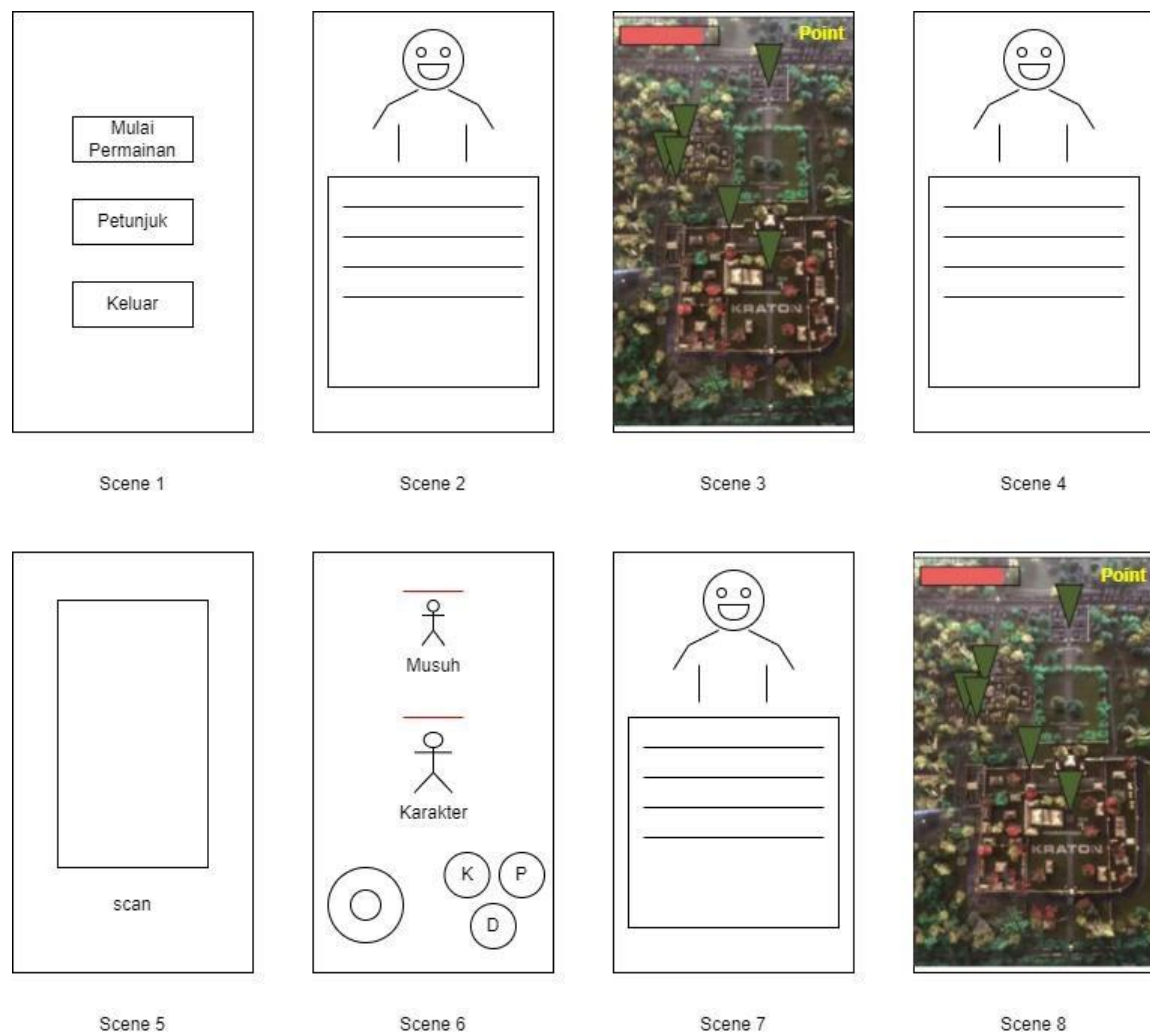 Mulai
Permainan
Petunjuk
Keluar
Scene 1
Scene 2
Point
KRATON
Scene 3
Scene 4
scan
Scene 5
Musuh
Karakter
K
P
D
Scene 6
Scene 7
Point
KRATON
Scene 8